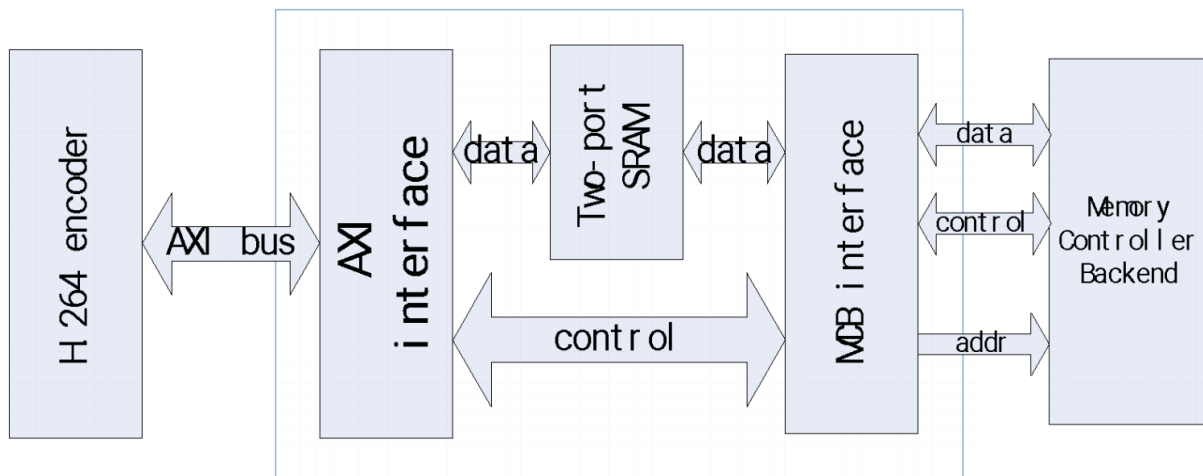 H.264 encoder
AXI bus
AXI
interface
data
Two-port
SRAM
data
control
MCB interface
data
control
addr
Memory
Controller
Backend